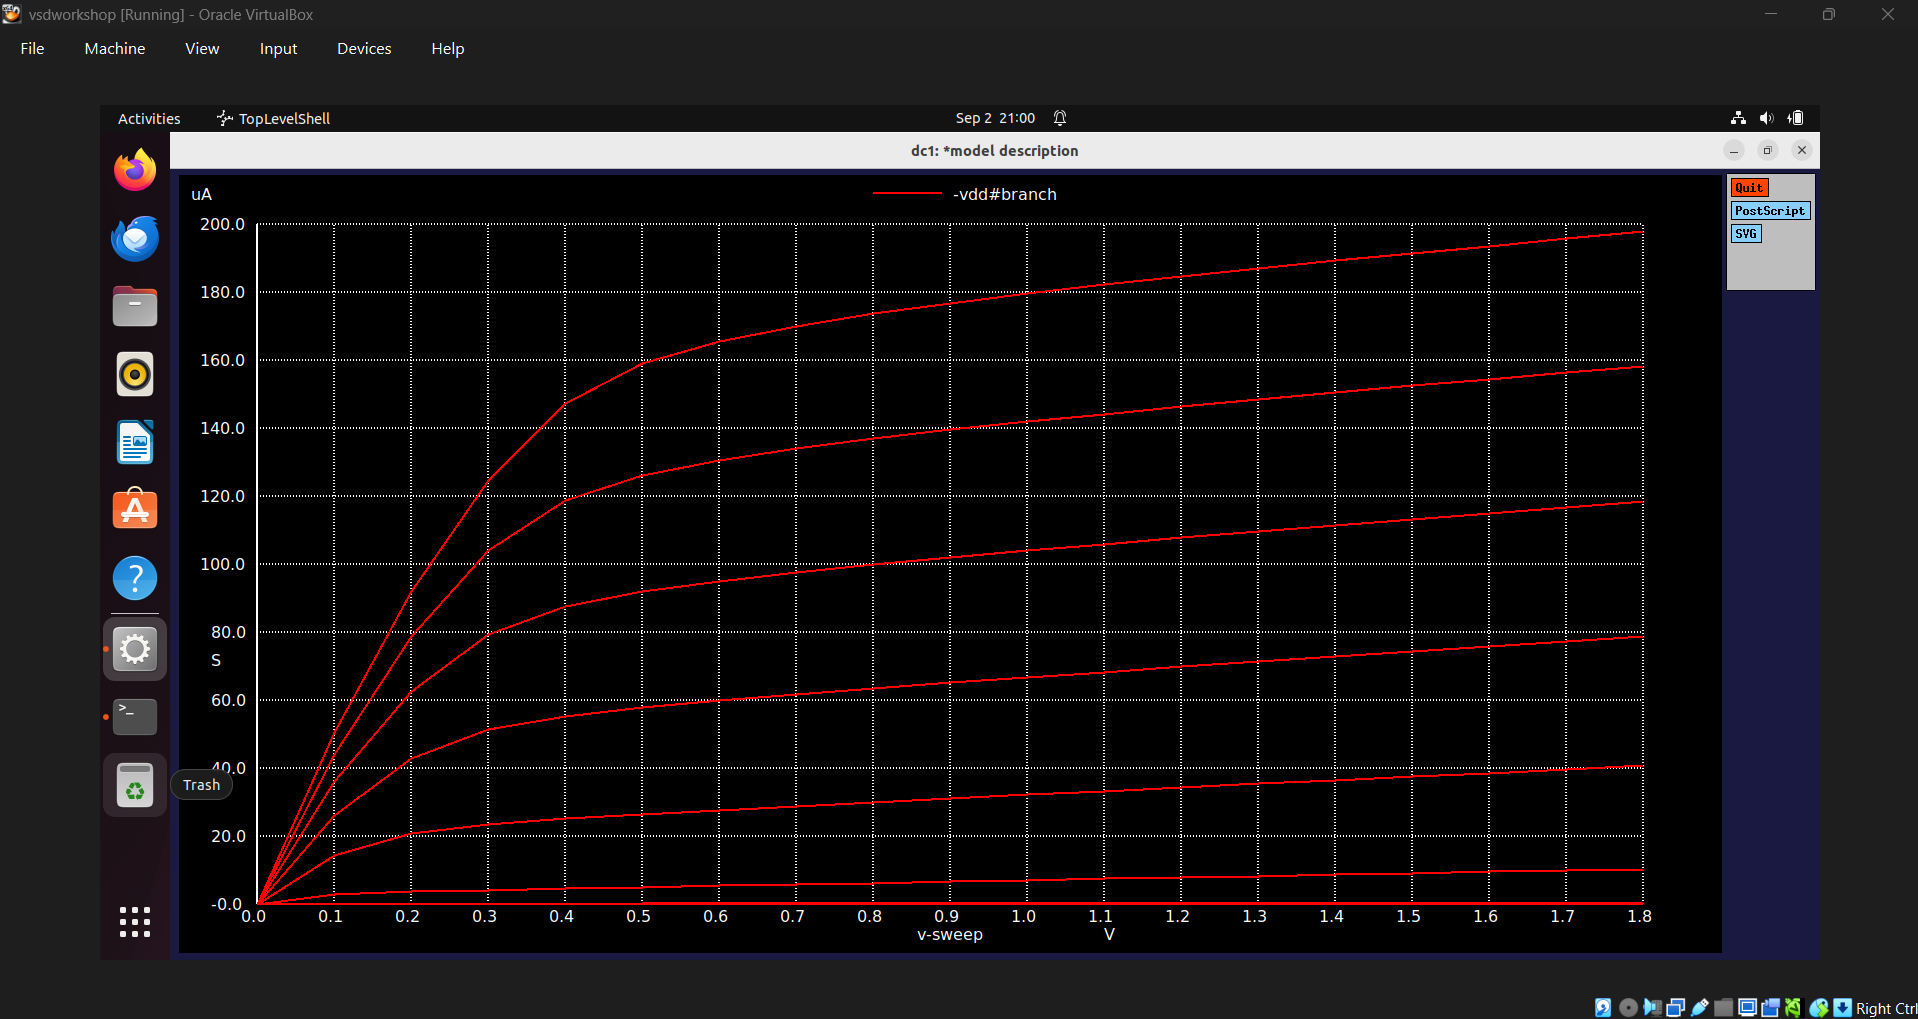 vsdworkshop [Running] - Oracle VirtualBox
File Machine View Input Devices Help
Activities TopLevelShell Sep 2 21:00
dc1: *model description
uA -vdd#branch
Quit
PostScript
SVG
200.0
180.0
160.0
140.0
120.0
100.0
80.0
S
60.0
40.0
Trash
20.0
-0.0
0.0 0.1 0.2 0.3 0.4 0.5 0.6 0.7 0.8 0.9 1.0 1.1 1.2 1.3 1.4 1.5 1.6 1.7 1.8
v-sweep V
Right Ctrl